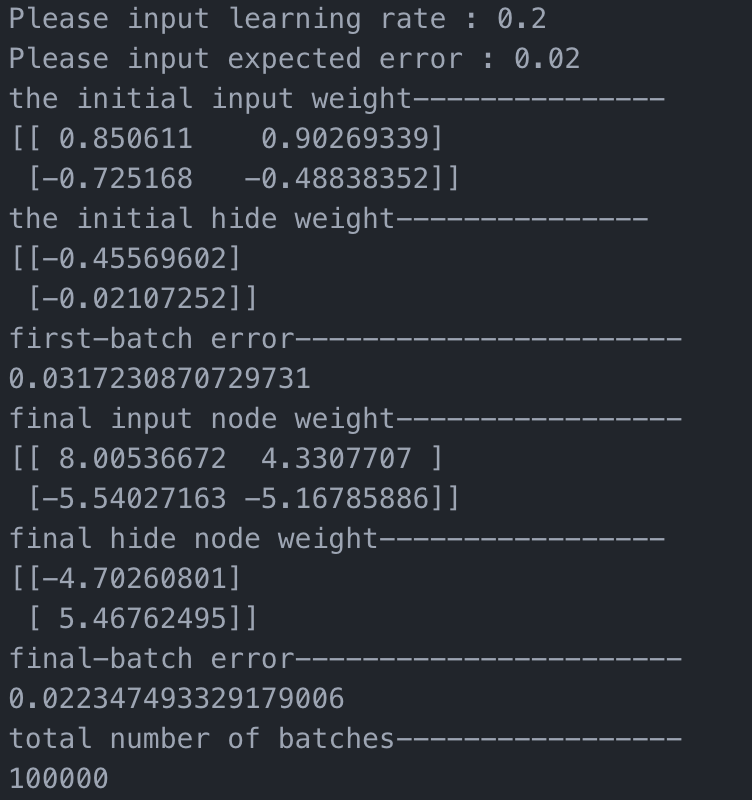 Please input learning rate : 0.2
Please input expected error : 0.02
the initial input weight---------------
[[ 0.850611    0.90269339]
 [-0.725168   -0.48838352]]
the initial hide weight---------------
[[-0.45569602]
 [-0.02107252]]
first-batch error-----------------------
0.0317230870729731
final input node weight-----------------
[[ 8.00536672  4.3307707 ]
 [-5.54027163 -5.16785886]]
final hide node weight-----------------
[[-4.70260801]
 [ 5.46762495]]
final-batch error-----------------------
0.022347493329179006
total number of batches-----------------
100000